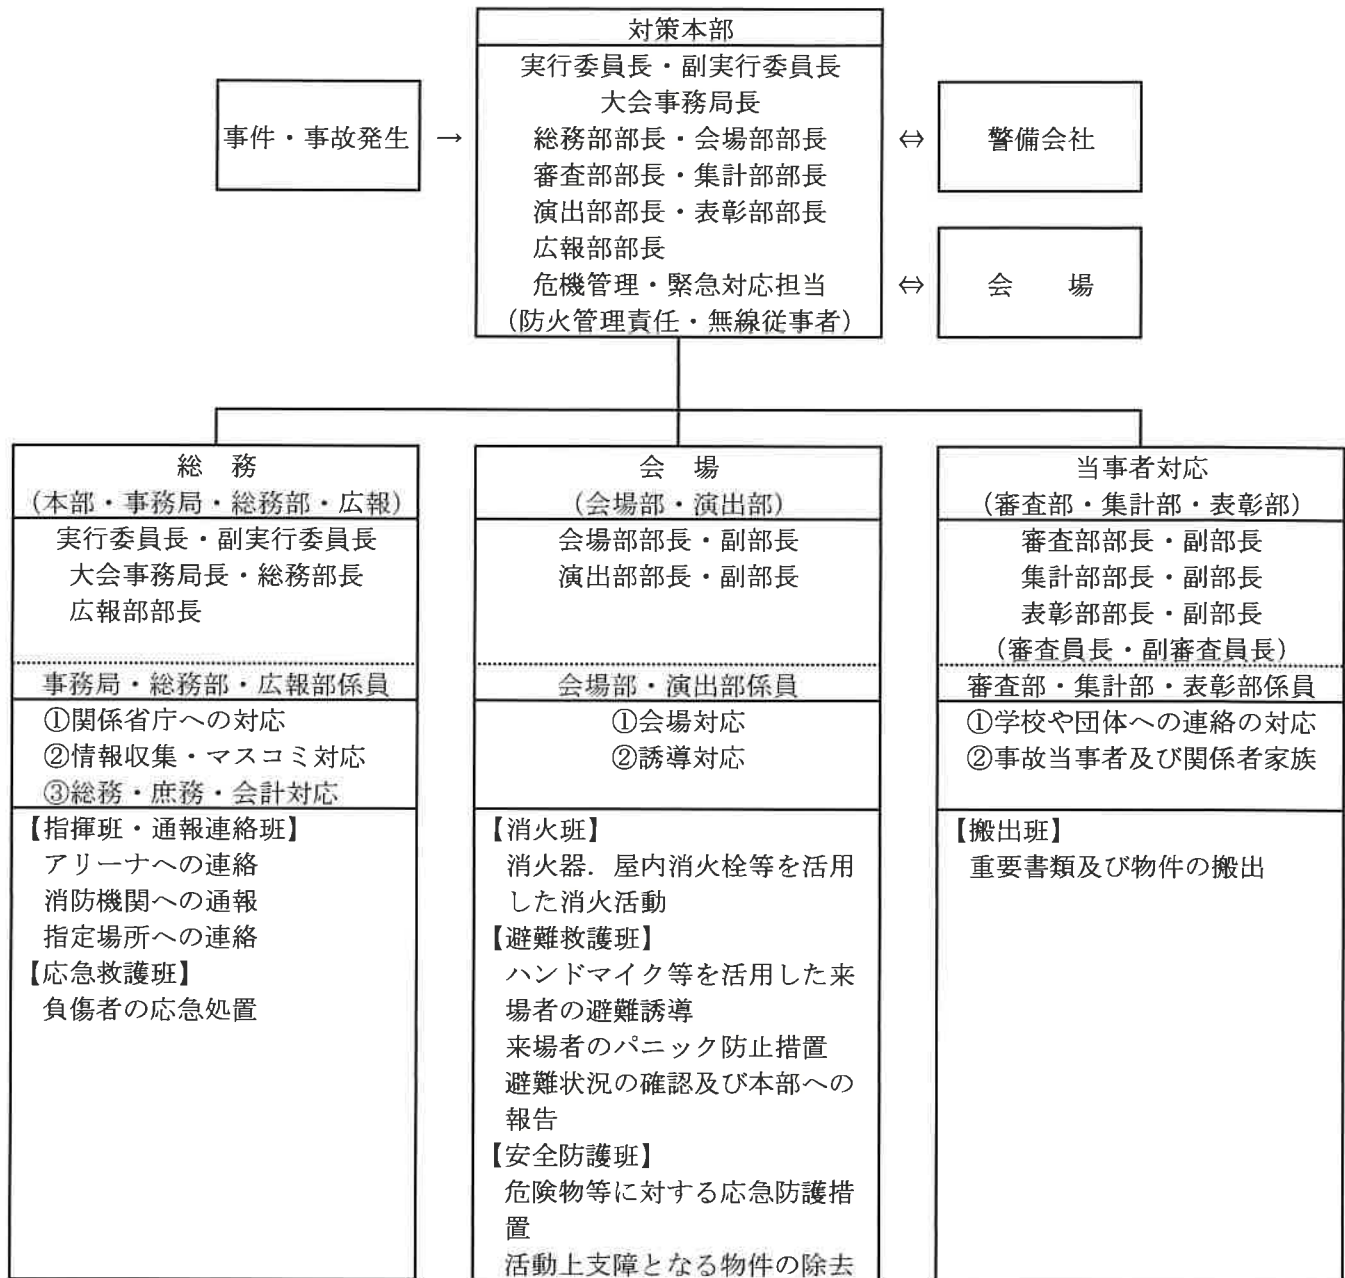 対策本部
実行委員長・副実行委員長
大会事務局長
総務部部長・会場部部長
審査部部長・集計部部長
演出部部長・表彰部部長
広報部部長
危機管理・緊急対応担当
(防火管理責任・無線従事者)
事件・事故発生
→
⇔
警備会社
⇔
会　　場
総　務
(本部・事務局・総務部・広報)
実行委員長・副実行委員長
大会事務局長・総務部長
広報部部長
事務局・総務部・広報部係員
①関係省庁への対応
②情報収集・マスコミ対応
③総務・庶務・会計対応
【指揮班・通報連絡班】
アリーナへの連絡
消防機関への通報
指定場所への連絡
【応急救護班】
負傷者の応急処置
会　場
(会場部・演出部)
会場部部長・副部長
演出部部長・副部長
会場部・演出部係員
①会場対応
②誘導対応
【消火班】
消火器．屋内消火栓等を活用
した消火活動
【避難救護班】
ハンドマイク等を活用した来
場者の避難誘導
来場者のパニック防止措置
避難状況の確認及び本部への
報告
【安全防護班】
危険物等に対する応急防護措
置
活動上支障となる物件の除去
当事者対応
(審査部・集計部・表彰部)
審査部部長・副部長
集計部部長・副部長
表彰部部長・副部長
(審査員長・副審査員長)
審査部・集計部・表彰部係員
①学校や団体への連絡の対応
②事故当事者及び関係者家族
【搬出班】
重要書類及び物件の搬出